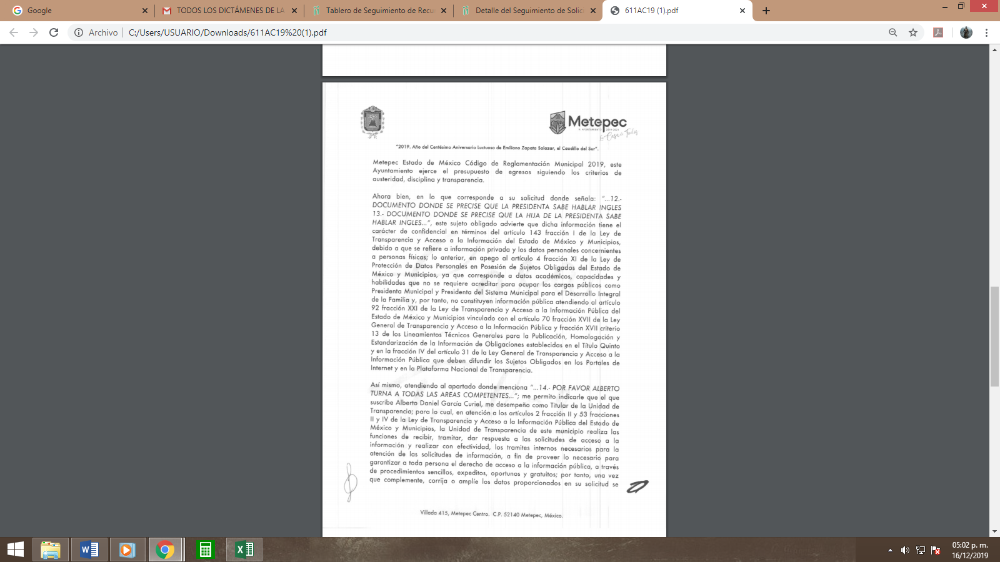 Google
TODOS LOS DICTÁMENES DE LA
Tablero de Seguimiento de Recu
Detalle del Seguimiento de Solici
611AC19 (1).pdf
Archivo
C:/Users/USUARIO/Downloads/611AC19%20(1).pdf
Metepec
H. AYUNTAMIENTO 2019-2021
La Casa de Todos
"2019. Año del Centésimo Aniversario Luctuoso de Emiliano Zapata Salazar, el Caudillo del Sur".
Metepec Estado de México Código de Reglamentación Municipal 2019, este
Ayuntamiento ejerce el presupuesto de egresos siguiendo los criterios de
austeridad, disciplina y transparencia.
Ahora bien, en lo que corresponde a su solicitud donde señala: "...12.-
DOCUMENTO DONDE SE PRECISE QUE LA PRESIDENTA SABE HABLAR INGLES
13.- DOCUMENTO DONDE SE PRECISE QUE LA HIJA DE LA PRESIDENTA SABE
HABLAR INGLES...", este sujeto obligado advierte que dicha información tiene el
carácter de confidencial en términos del artículo 143 fracción I de la Ley de
Transparencia y Acceso a la Información del Estado de México y Municipios,
debido a que se refiere a información privada y los datos personales concernientes
a personas físicas; lo anterior, en apego al artículo 4 fracción XI de la Ley de
Protección de Datos Personales en Posesión de Sujetos Obligados del Estado de
México y Municipios, ya que corresponde a datos académicos, capacidades y
habilidades que no se requiere acreditar para ocupar los cargos públicos como
Presidenta Municipal y Presidenta del Sistema Municipal para el Desarrollo Integral
de la Familia y, por tanto, no constituyen información pública atendiendo al artículo
92 fracción XXI de la Ley de Transparencia y Acceso a la Información Pública del
Estado de México y Municipios vinculado con el artículo 70 fracción XVII de la Ley
General de Transparencia y Acceso a la Información Pública y fracción XVII criterio
13 de los Lineamientos Técnicos Generales para la Publicación, Homologación y
Estandarización de la Información de Obligaciones establecidas en el Título Quinto
y en la fracción IV del artículo 31 de la Ley General de Transparencia y Acceso a la
Información Pública que deben difundir los Sujetos Obligados en los Portales de
Internet y en la Plataforma Nacional de Transparencia.
Así mismo, atendiendo al apartado donde menciona "...14.- POR FAVOR ALBERTO
TURNA A TODAS LAS AREAS COMPETENTES..."; me permito indicarle que el que
suscribe Alberto Daniel García Curiel, me desempeño como Titular de la Unidad de
Transparencia; para lo cual, en atención a los artículos 2 fracción II y 53 fracciones
II y IV de la Ley de Transparencia y Acceso a la Información Pública del Estado de
México y Municipios, la Unidad de Transparencia de este municipio realiza las
funciones de recibir, tramitar, dar respuesta a las solicitudes de acceso a la
información y realizar con efectividad, los tramites internos necesarios para la
atención de las solicitudes de información, a fin de proveer lo necesario para
garantizar a toda persona el derecho de acceso a la información pública, a través
de procedimientos sencillos, expeditos, oportunos y gratuitos; por tanto, una vez
que complemente, corrija o amplíe los datos proporcionados en su solicitud se
Villada 415, Metepec Centro. C.P. 52140 Metepec, México.
05:02 p. m.
16/12/2019